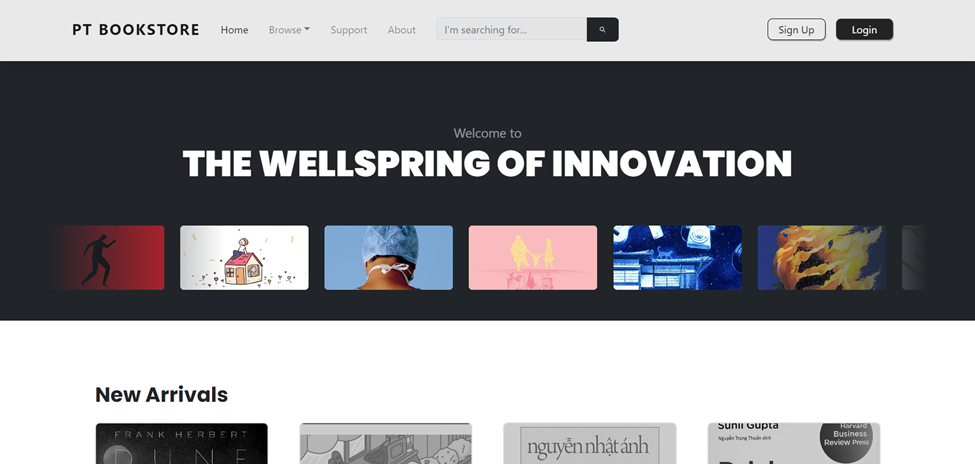 PT BOOKSTORE
Home
Browse
Support
About
I'm searching for...
Sign Up
Login
Welcome to
THE WELLSPRING OF INNOVATION
New Arrivals
FRANK HERBERT
DUNE
nguyễn nhật ánh
Sunil Gupta
Nguyễn Trọng Thuần dịch
Harvard
Business
Review Press